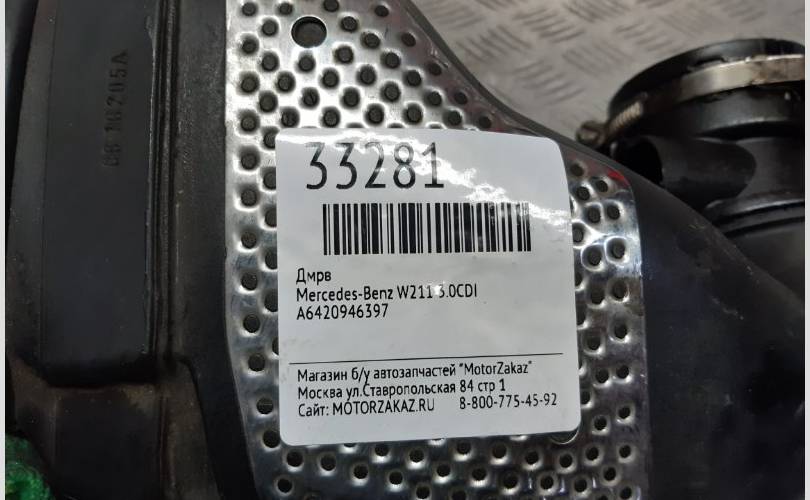 33281
Дмрв
Mercedes-Benz W211 3.0CDI
A6420946397
Магазин б/у автозапчастей "MotorZakaz"
Москва ул.Ставропольская 84 стр 1
Сайт: MOTORZAKAZ.RU 8-800-775-45-92